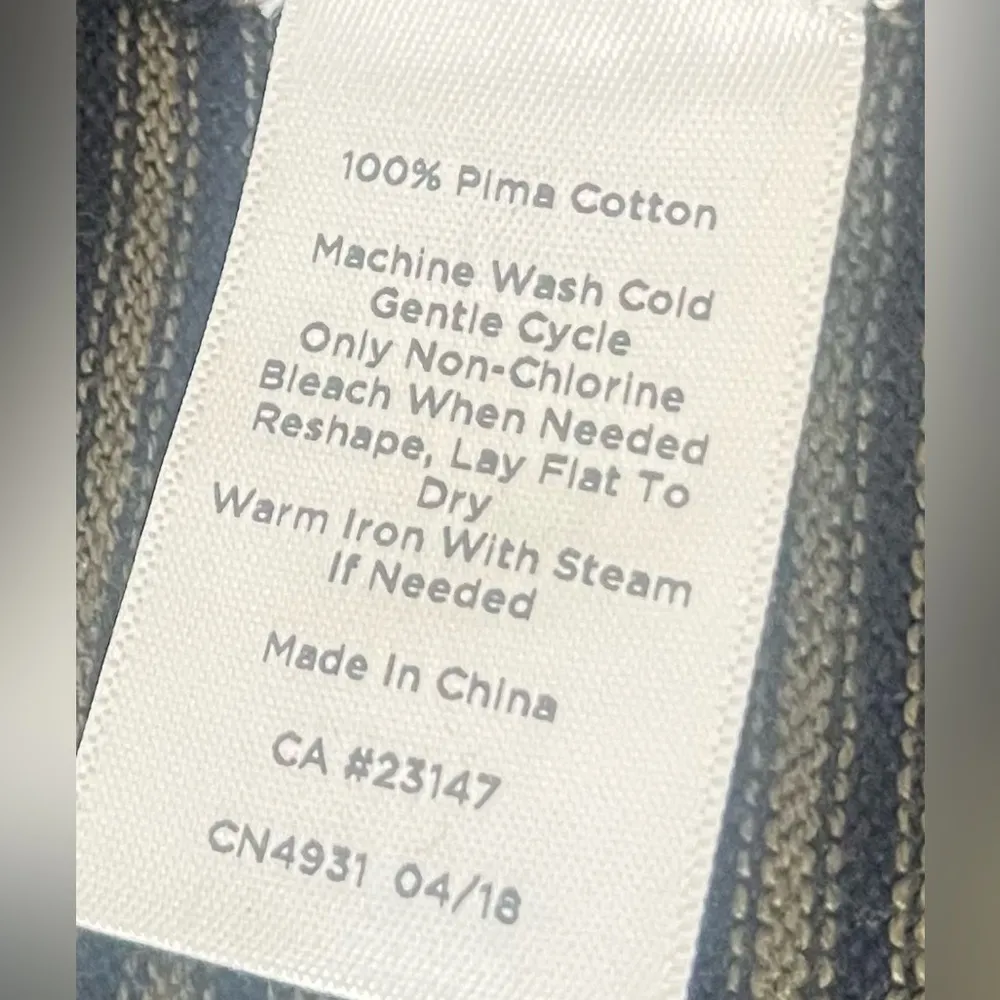 100% Pima Cotton
Machine Wash Cold
Gentle Cycle
Only Non-Chlorine
Bleach When Needed
Reshape, Lay Flat To
Dry
Warm Iron With Steam
If Needed
Made In China
CA #23147
CN4931 04/18